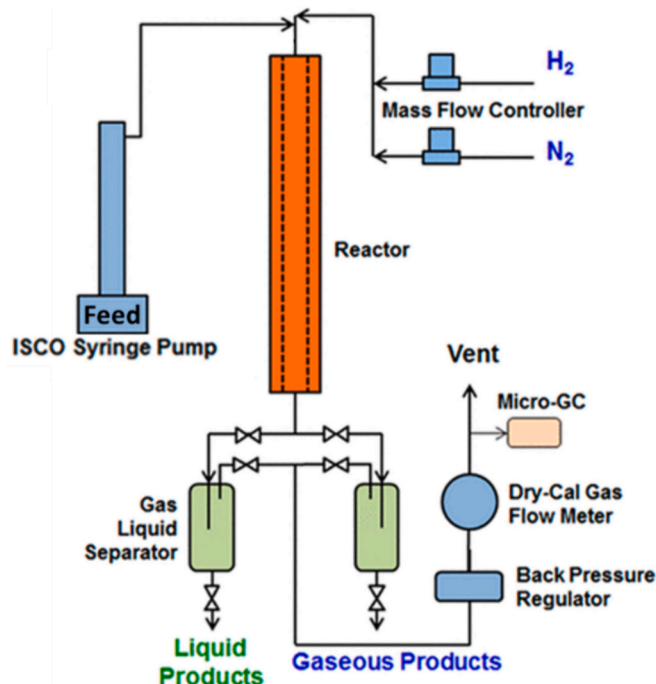 H2
Mass Flow Controller
N2
Reactor
Feed
ISCO Syringe Pump
Vent
Micro-GC
Dry-Cal Gas
Flow Meter
Gas
Liquid
Separator
Back Pressure
Regulator
Liquid
Products
Gaseous Products